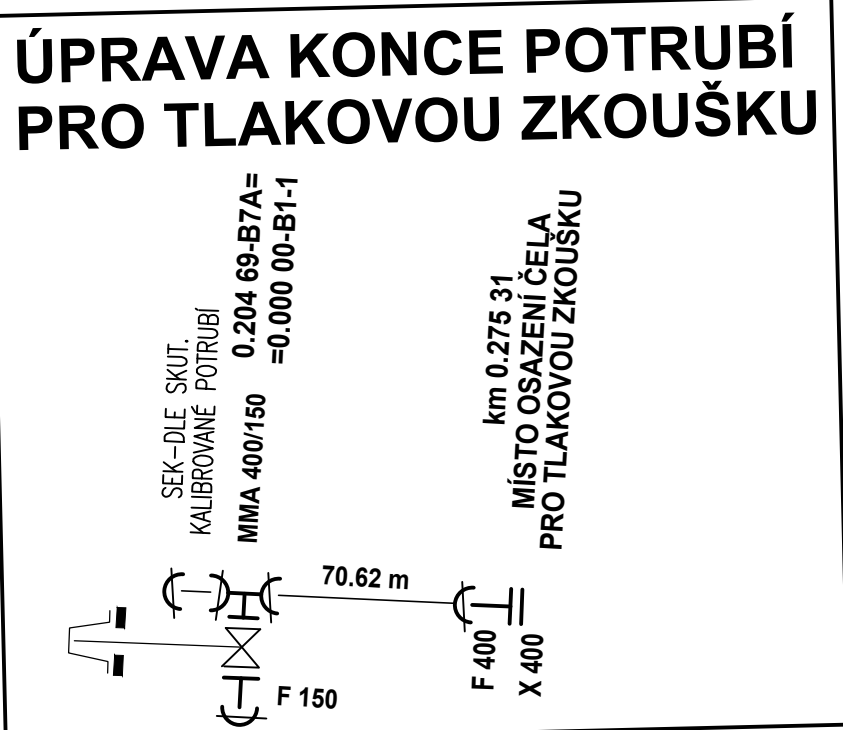 ÚPRAVA KONCE POTRUBÍ
PRO TLAKOVOU ZKOUŠKU
SEK-DLE SKUT.
KALIBROVANÉ POTRUBÍ
MMA 400/150 0.204 69-B7A=
=0.000 00-B1-1
km 0.275 31
MÍSTO OSAZENÍ ČELA
PRO TLAKOVOU ZKOUŠKU
70.62 m
F 400
X 400
F 150